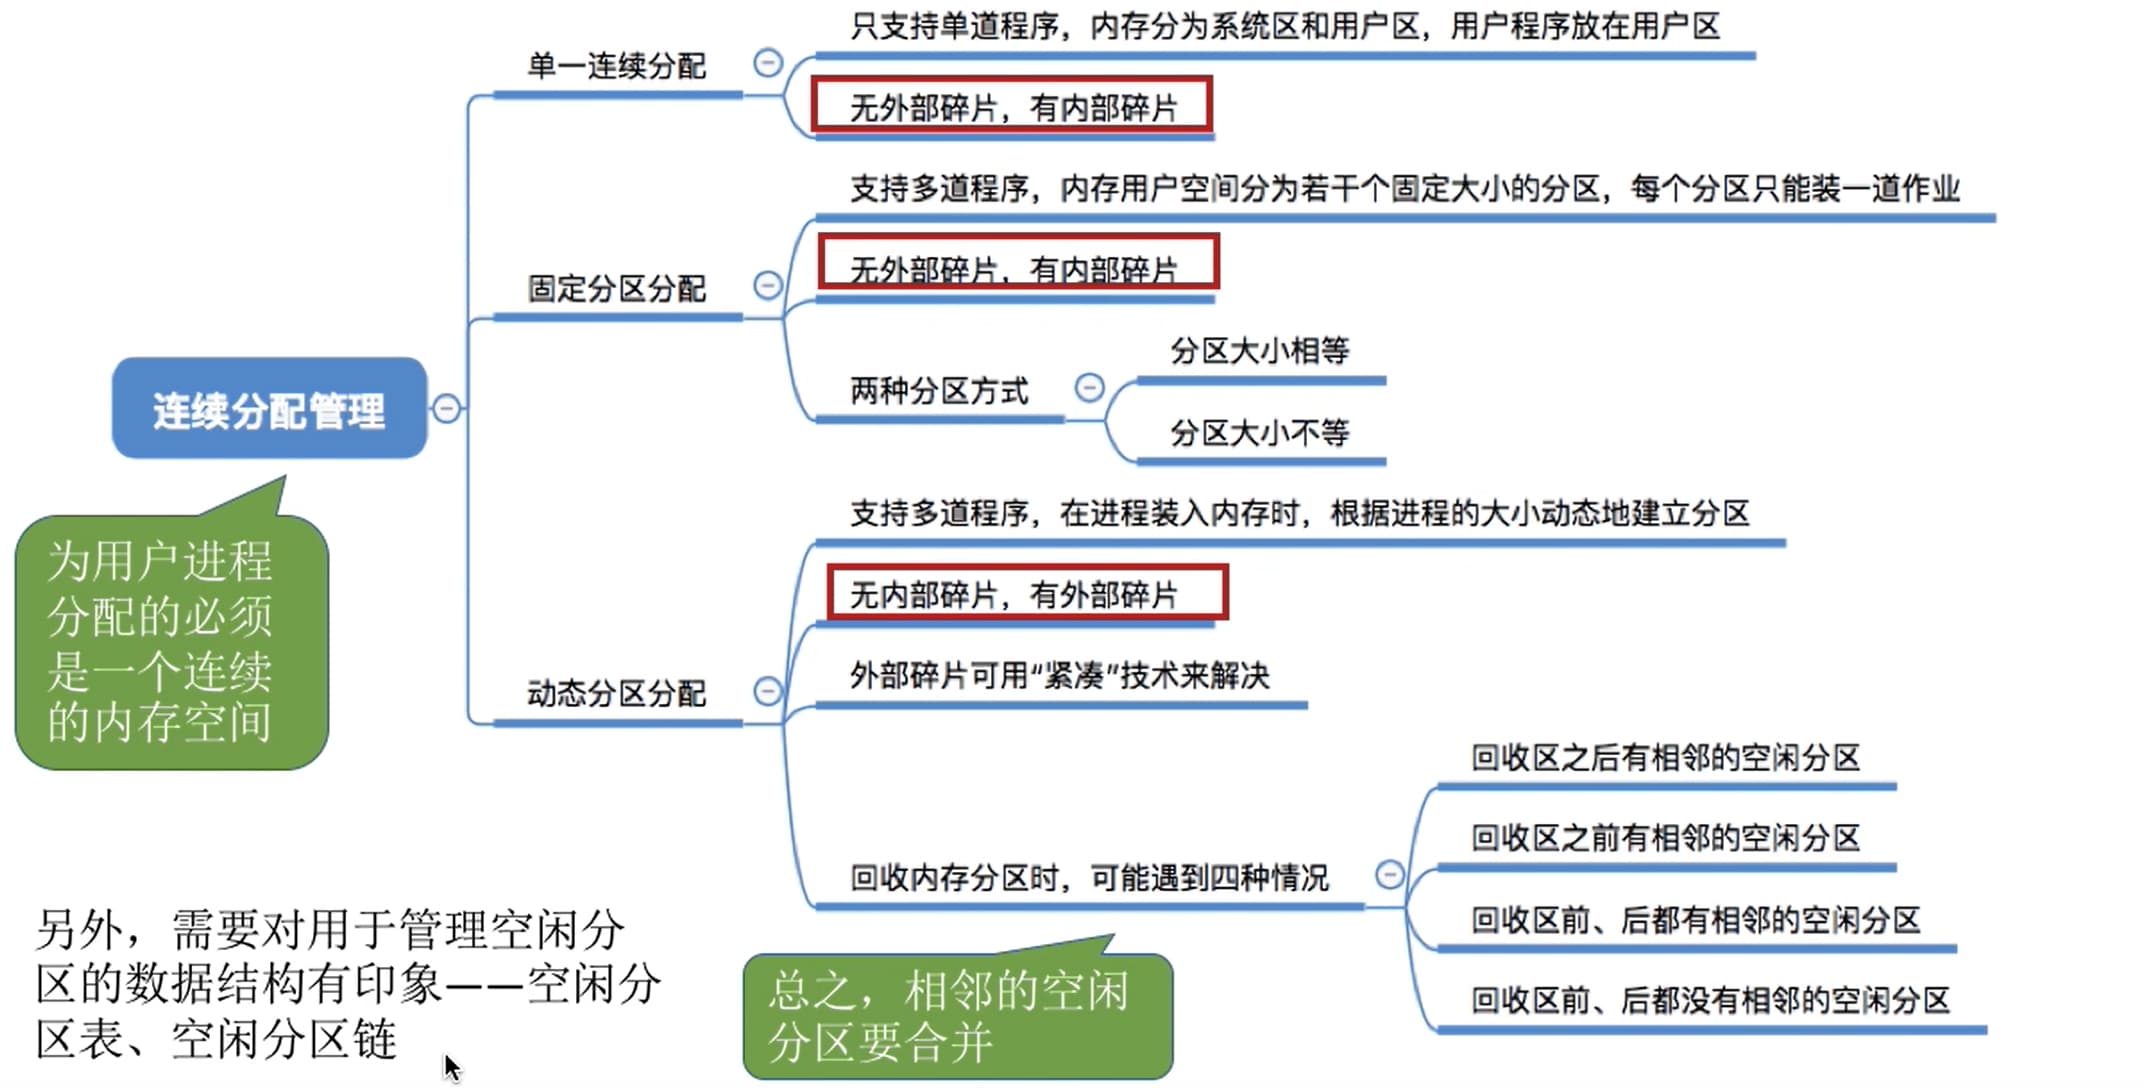 单一连续分配
只支持单道程序，内存分为系统区和用户区，用户程序放在用户区
无外部碎片，有内部碎片
固定分区分配
支持多道程序，内存用户空间分为若干个固定大小的分区，每个分区只能装一道作业
无外部碎片，有内部碎片
两种分区方式
分区大小相等
分区大小不等
连续分配管理
为用户进程
分配的必须
是一个连续
的内存空间
动态分区分配
支持多道程序，在进程装入内存时，根据进程的大小动态地建立分区
无内部碎片，有外部碎片
外部碎片可用“紧凑”技术来解决
回收内存分区时，可能遇到四种情况
回收区之后有相邻的空闲分区
回收区之前有相邻的空闲分区
回收区前、后都有相邻的空闲分区
回收区前、后都没有相邻的空闲分区
总之，相邻的空闲
分区要合并
另外，需要对用于管理空闲分
区的数据结构有印象——空闲分
区表、空闲分区链